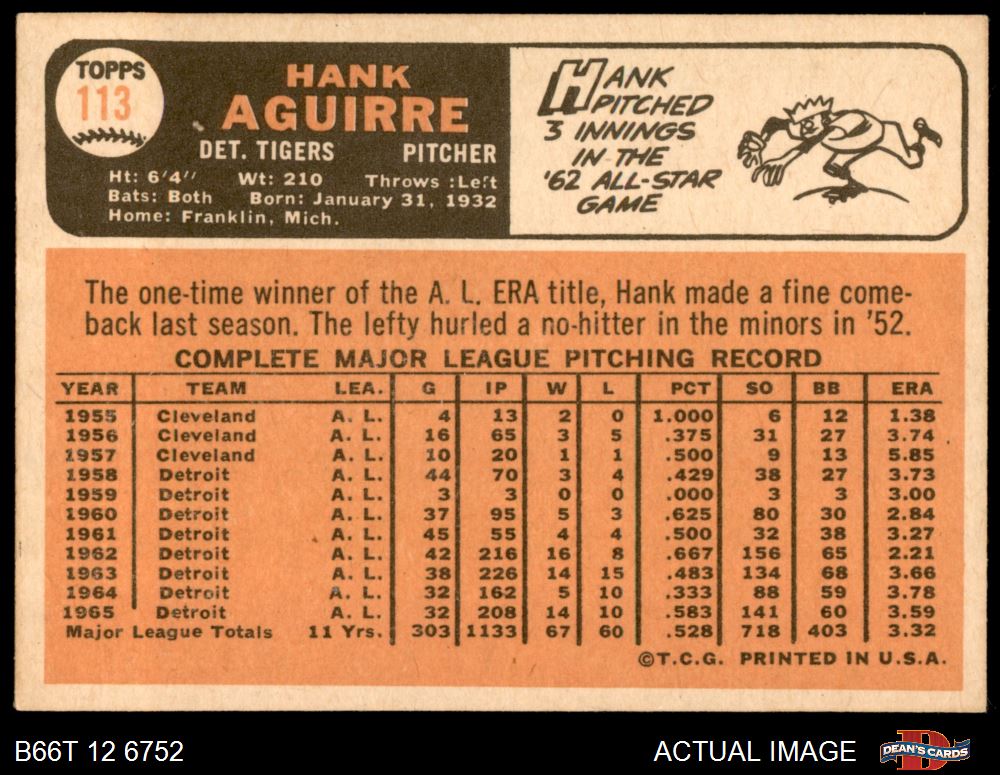 TOPPS
113
HANK
AGUIRRE
DET. TIGERS PITCHER
Ht: 6'4" Wt: 210 Throws :Left
Bats: Both Born: January 31, 1932
Home: Franklin, Mich.
HANK
PITCHED
3 INNINGS
IN THE
'62 ALL-STAR
GAME
The one-time winner of the A. L. ERA title, Hank made a fine come-
back last season. The lefty hurled a no-hitter in the minors in '52.
COMPLETE MAJOR LEAGUE PITCHING RECORD
YEAR TEAM LEA. G IP W L PCT SO BB ERA
1955 Cleveland A. L. 4 13 2 0 1.000 6 12 1.38
1956 Cleveland A. L. 16 65 3 5 .375 31 27 3.74
1957 Cleveland A. L. 10 20 1 1 .500 9 13 5.85
1958 Detroit A. L. 44 70 3 4 .429 38 27 3.73
1959 Detroit A. L. 3 3 0 0 .000 3 3 3.00
1960 Detroit A. L. 37 95 5 3 .625 80 30 2.84
1961 Detroit A. L. 45 55 4 4 .500 32 38 3.27
1962 Detroit A. L. 42 216 16 8 .667 156 65 2.21
1963 Detroit A. L. 38 226 14 15 .483 134 68 3.66
1964 Detroit A. L. 32 162 5 10 .333 88 59 3.78
1965 Detroit A. L. 32 208 14 10 .583 141 60 3.59
Major League Totals 11 Yrs. 303 1133 67 60 .528 718 403 3.32
©T.C.G. PRINTED IN U.S.A.
B66T 12 6752 ACTUAL IMAGE DEAN'S CARDS